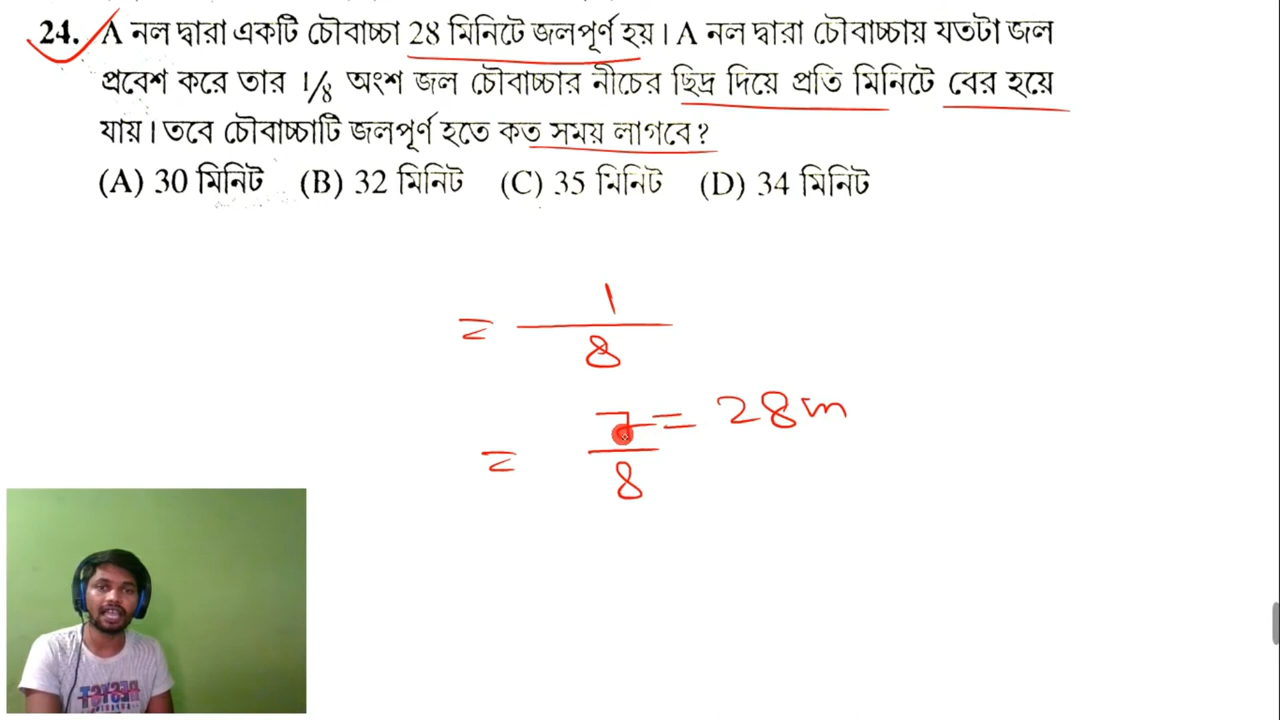 24. A নল দ্বারা একটি চৌবাচ্চা 28 মিনিটে জলপূর্ণ হয়। A নল দ্বারা চৌবাচ্চায় যতটা জল
প্রবেশ করে তার 1/8 অংশ জল চৌবাচ্চার নীচের ছিদ্র দিয়ে প্রতি মিনিটে বের হয়ে
যায়। তবে চৌবাচ্চাটি জলপূর্ণ হতে কত সময় লাগবে?
(A) 30 মিনিট (B) 32 মিনিট (C) 35 মিনিট (D) 34 মিনিট
= 1
8
7 = 28m
=
8